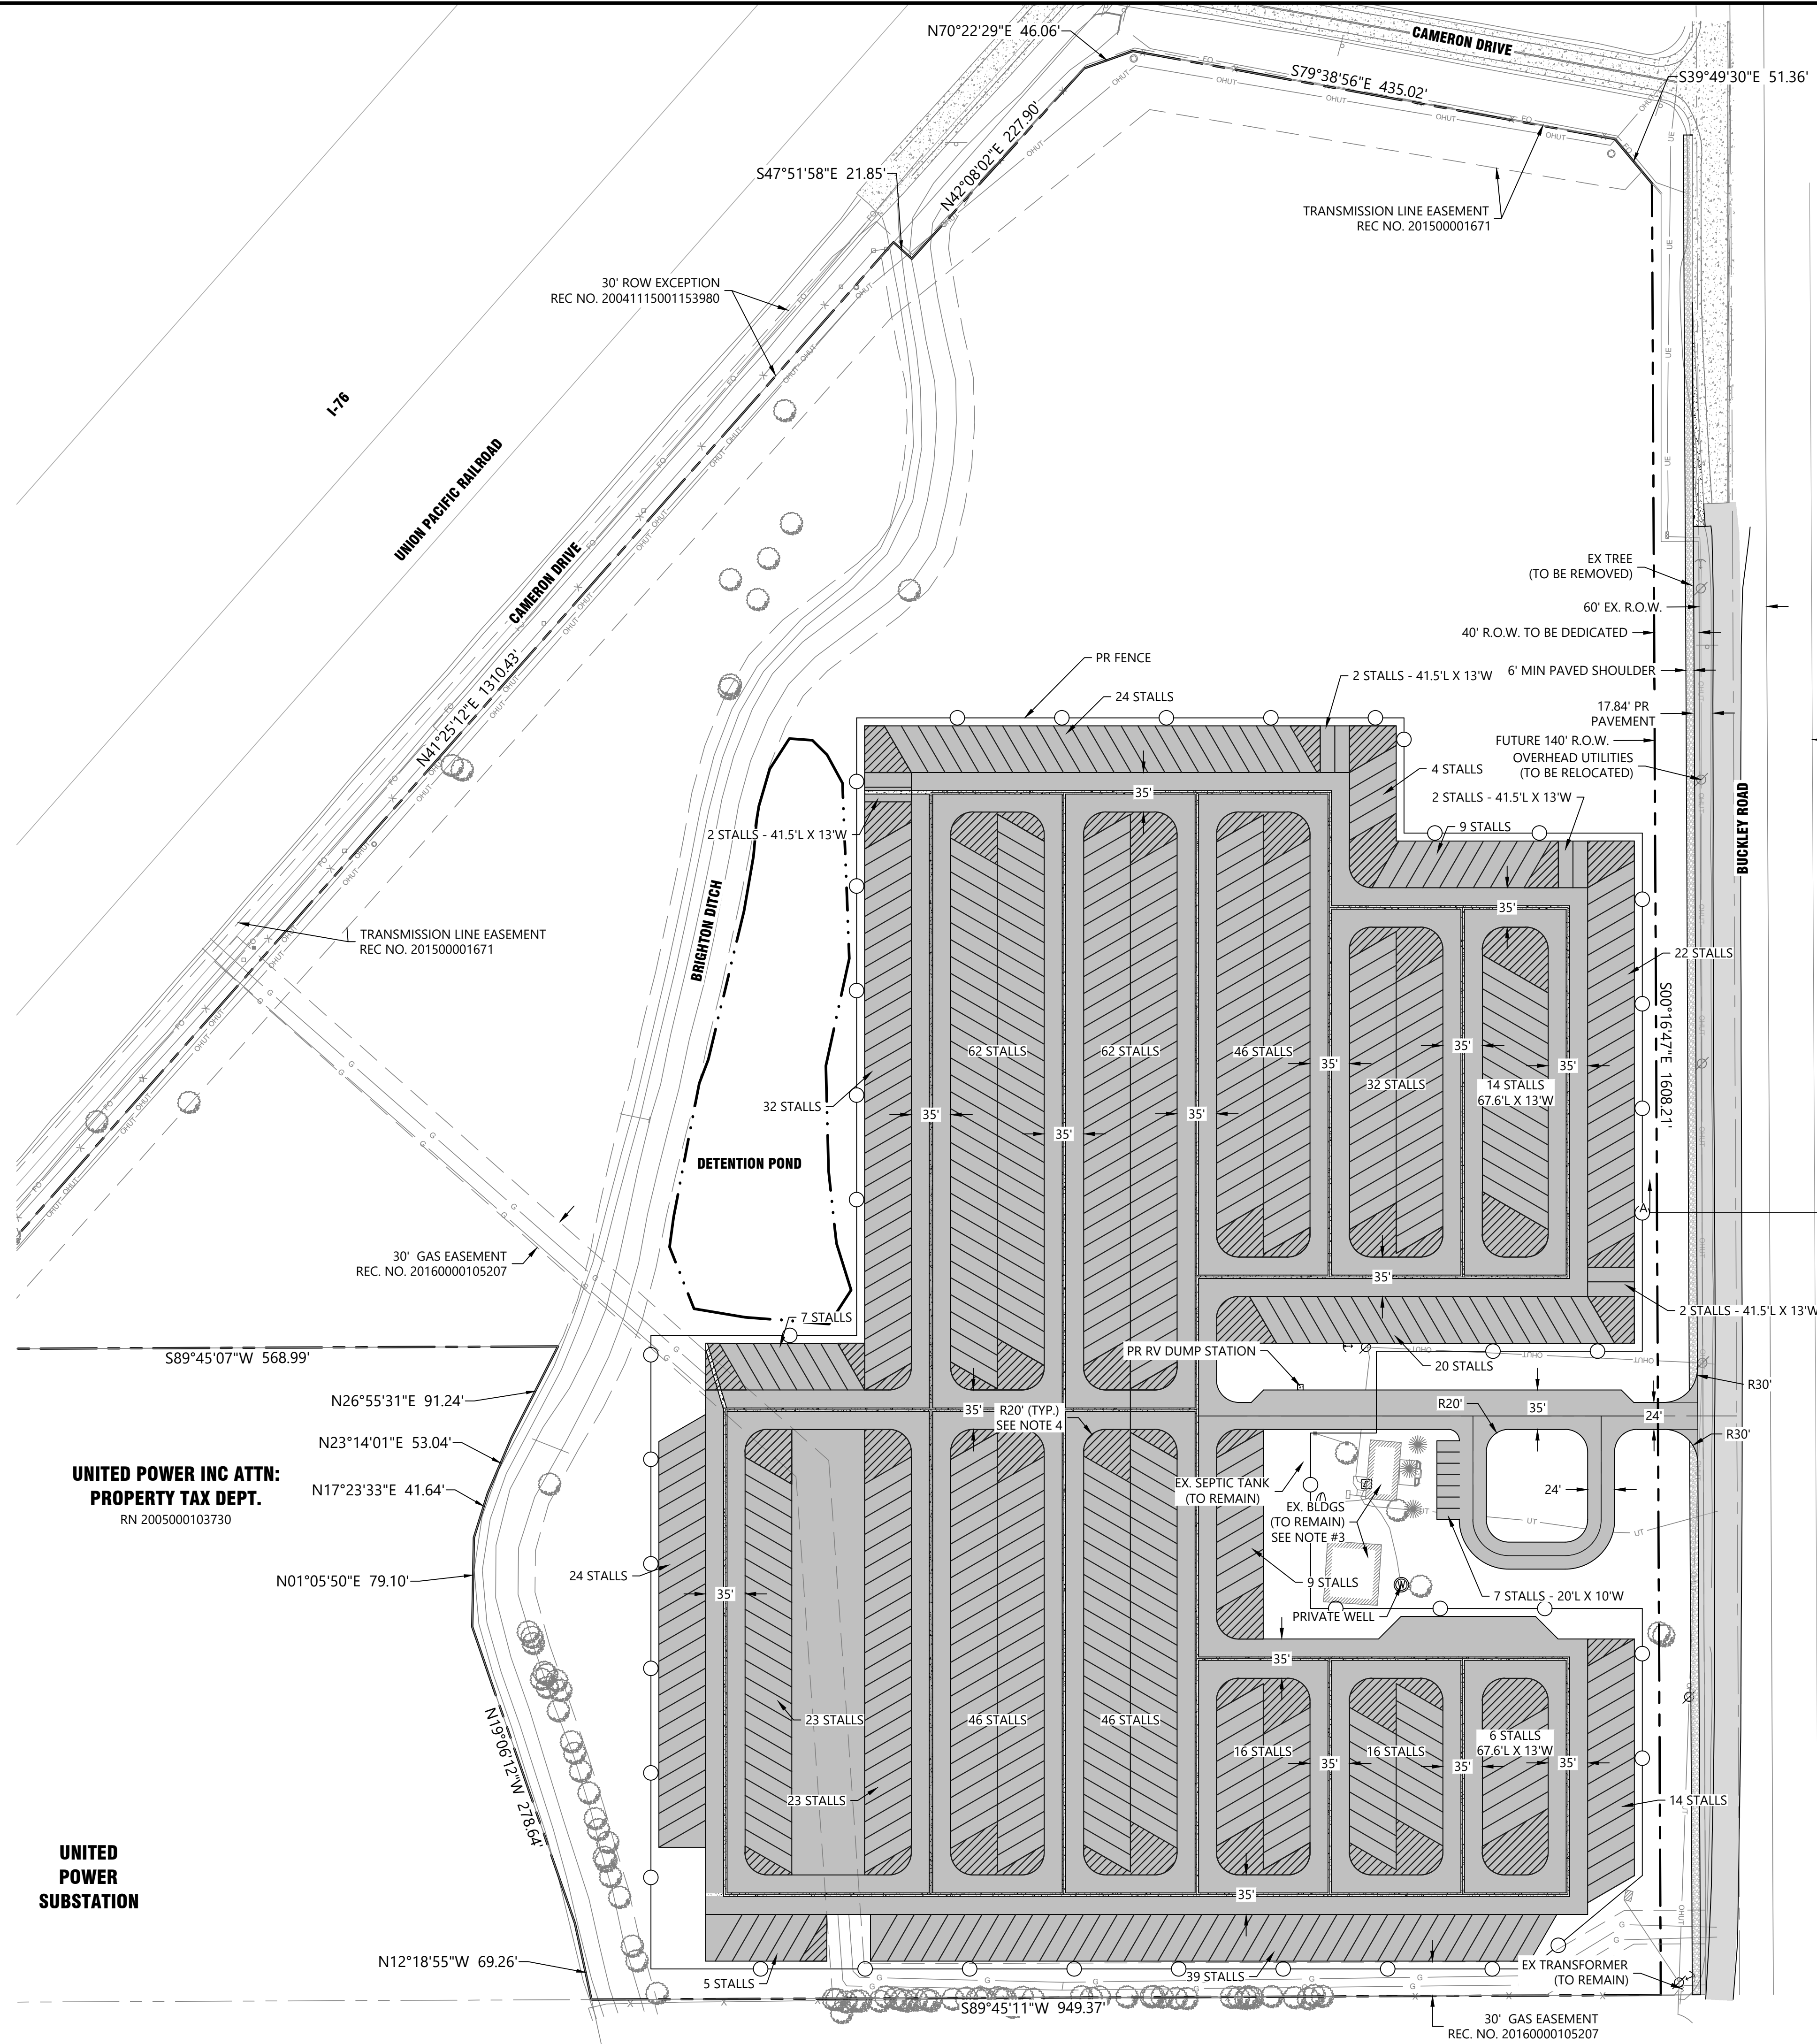 N70°22'29"E 46.06'
CAMERON DRIVE
S79°38'56"E 435.02'
S39°49'30"E 51.36'
N42°08'02"E 227.90'
S47°51'58"E 21.85'
TRANSMISSION LINE EASEMENT
REC NO. 201500001671
30' ROW EXCEPTION
REC NO. 20041115001153980
I-76
UNION PACIFIC RAILROAD
CAMERON DRIVE
N41°25'12"E 1310.43'
EX TREE
(TO BE REMOVED)
60' EX. R.O.W.
40' R.O.W. TO BE DEDICATED
6' MIN PAVED SHOULDER
17.84' PR
PAVEMENT
FUTURE 140' R.O.W.
OVERHEAD UTILITIES
(TO BE RELOCATED)
BUCKLEY ROAD
PR FENCE
24 STALLS
2 STALLS - 41.5'L X 13'W
4 STALLS
2 STALLS - 41.5'L X 13'W
9 STALLS
35'
2 STALLS - 41.5'L X 13'W
35'
BRIGHTON DITCH
TRANSMISSION LINE EASEMENT
REC NO. 201500001671
22 STALLS
S00°16'47"E 1608.21'
62 STALLS
62 STALLS
46 STALLS
35'
35'
35'
32 STALLS
14 STALLS
67.6'L X 13'W
32 STALLS
35'
35'
35'
DETENTION POND
A
30' GAS EASEMENT
REC. NO. 20160000105207
35'
2 STALLS - 41.5'L X 13'W
7 STALLS
PR RV DUMP STATION
20 STALLS
S89°45'07"W 568.99'
R30'
N26°55'31"E 91.24'
35'
R20' (TYP.)
SEE NOTE 4
R20'
35'
24'
R30'
N23°14'01"E 53.04'
UNITED POWER INC ATTN:
PROPERTY TAX DEPT.
RN 2005000103730
N17°23'33"E 41.64'
EX. SEPTIC TANK
(TO REMAIN)
EX. BLDGS
(TO REMAIN)
SEE NOTE #3
24'
N01°05'50"E 79.10'
24 STALLS
35'
9 STALLS
7 STALLS - 20'L X 10'W
PRIVATE WELL
35'
N19°06'12"W 278.64'
23 STALLS
46 STALLS
46 STALLS
16 STALLS
35'
16 STALLS
35'
6 STALLS
67.6'L X 13'W
35'
23 STALLS
14 STALLS
UNITED
POWER
SUBSTATION
35'
N12°18'55"W 69.26'
5 STALLS
39 STALLS
EX TRANSFORMER
(TO REMAIN)
S89°45'11"W 949.37'
30' GAS EASEMENT
REC. NO. 20160000105207